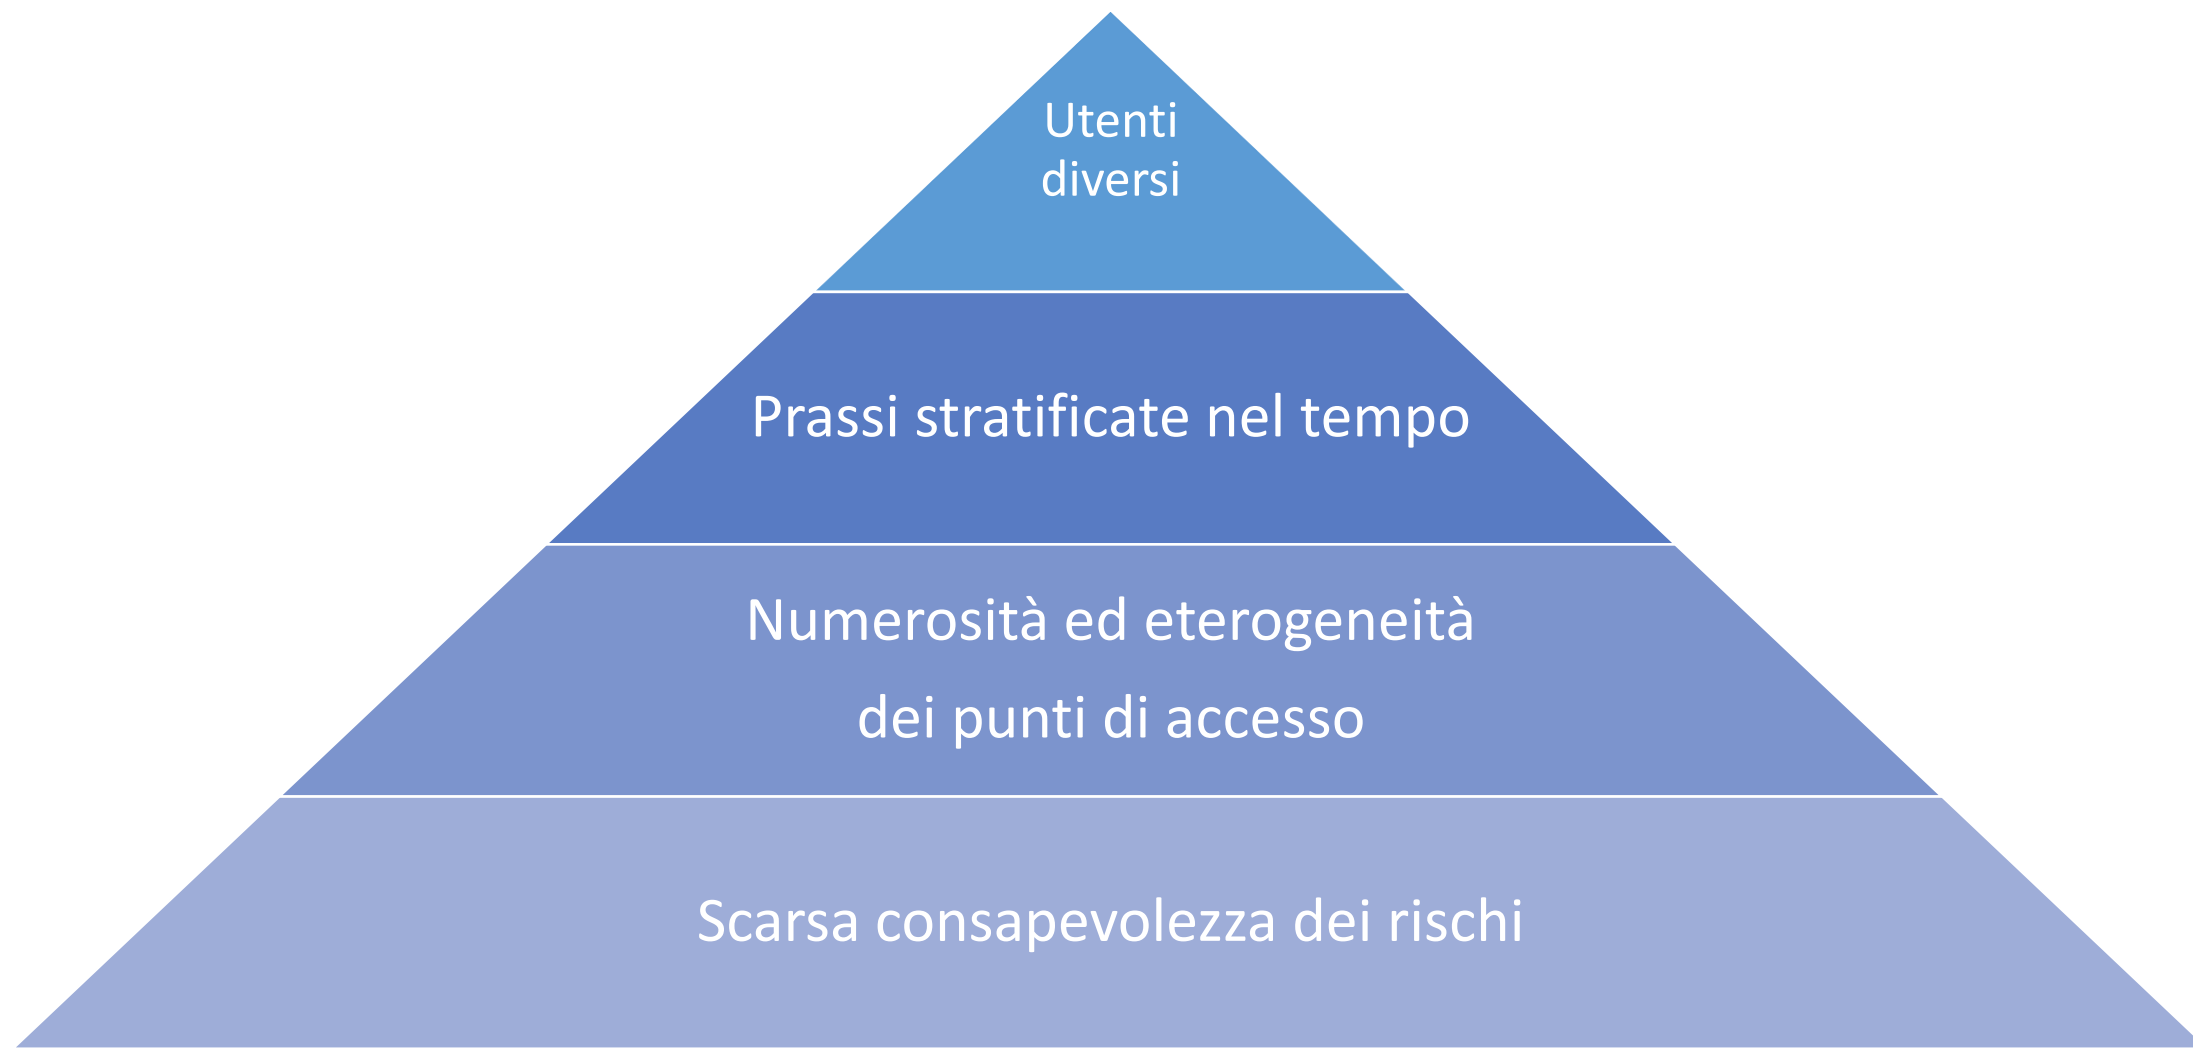 Utenti
diversi
Prassi stratificate nel tempo
Numerosità ed eterogeneità
dei punti di accesso
Scarsa consapevolezza dei rischi